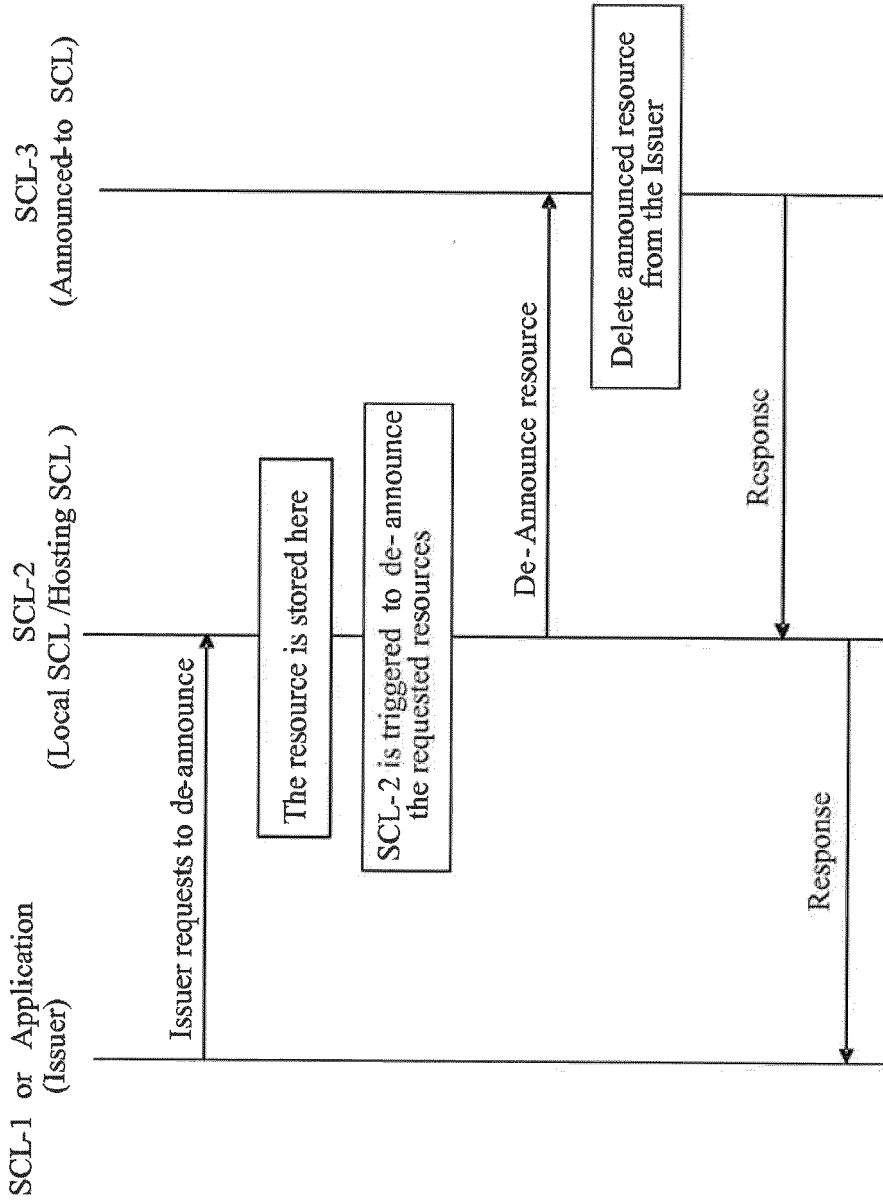 SCL-1 or Application
(Issuer)
SCL-2
(Local SCL /Hosting SCL )
SCL-3
(Announced-to SCL)
Issuer requests to de-announce
The resource is stored here
SCL-2 is triggered to de- announce
the requested resources
De-Announce resource
Delete announced resource
from the Issuer
Response
Response